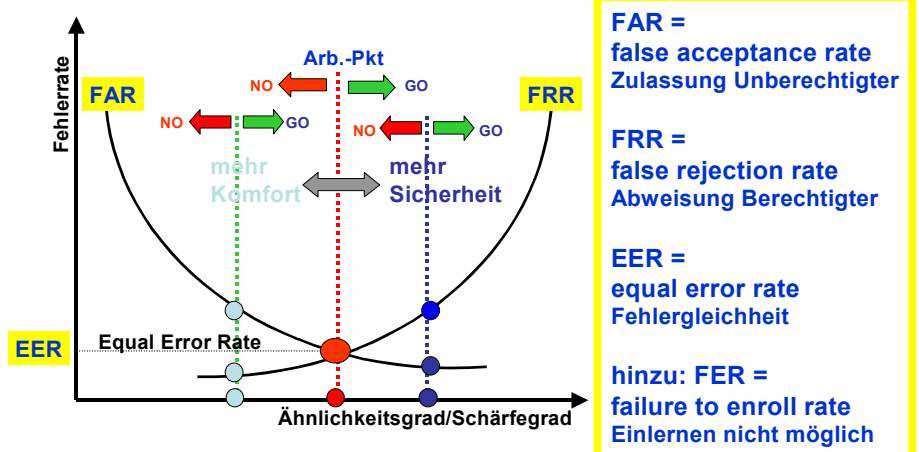 Fehlerrate
FAR
Arb.-Pkt
NO
GO
FRR
NO
GO
NO
GO
mehr
Komfort
mehr
Sicherheit
EER
Equal Error Rate
Ähnlichkeitsgrad/Schärfegrad
FAR =
false acceptance rate
Zulassung Unberechtigter
FRR =
false rejection rate
Abweisung Berechtigter
EER =
equal error rate
Fehlergleichheit
hinzu: FER =
failure to enroll rate
Einlernen nicht möglich